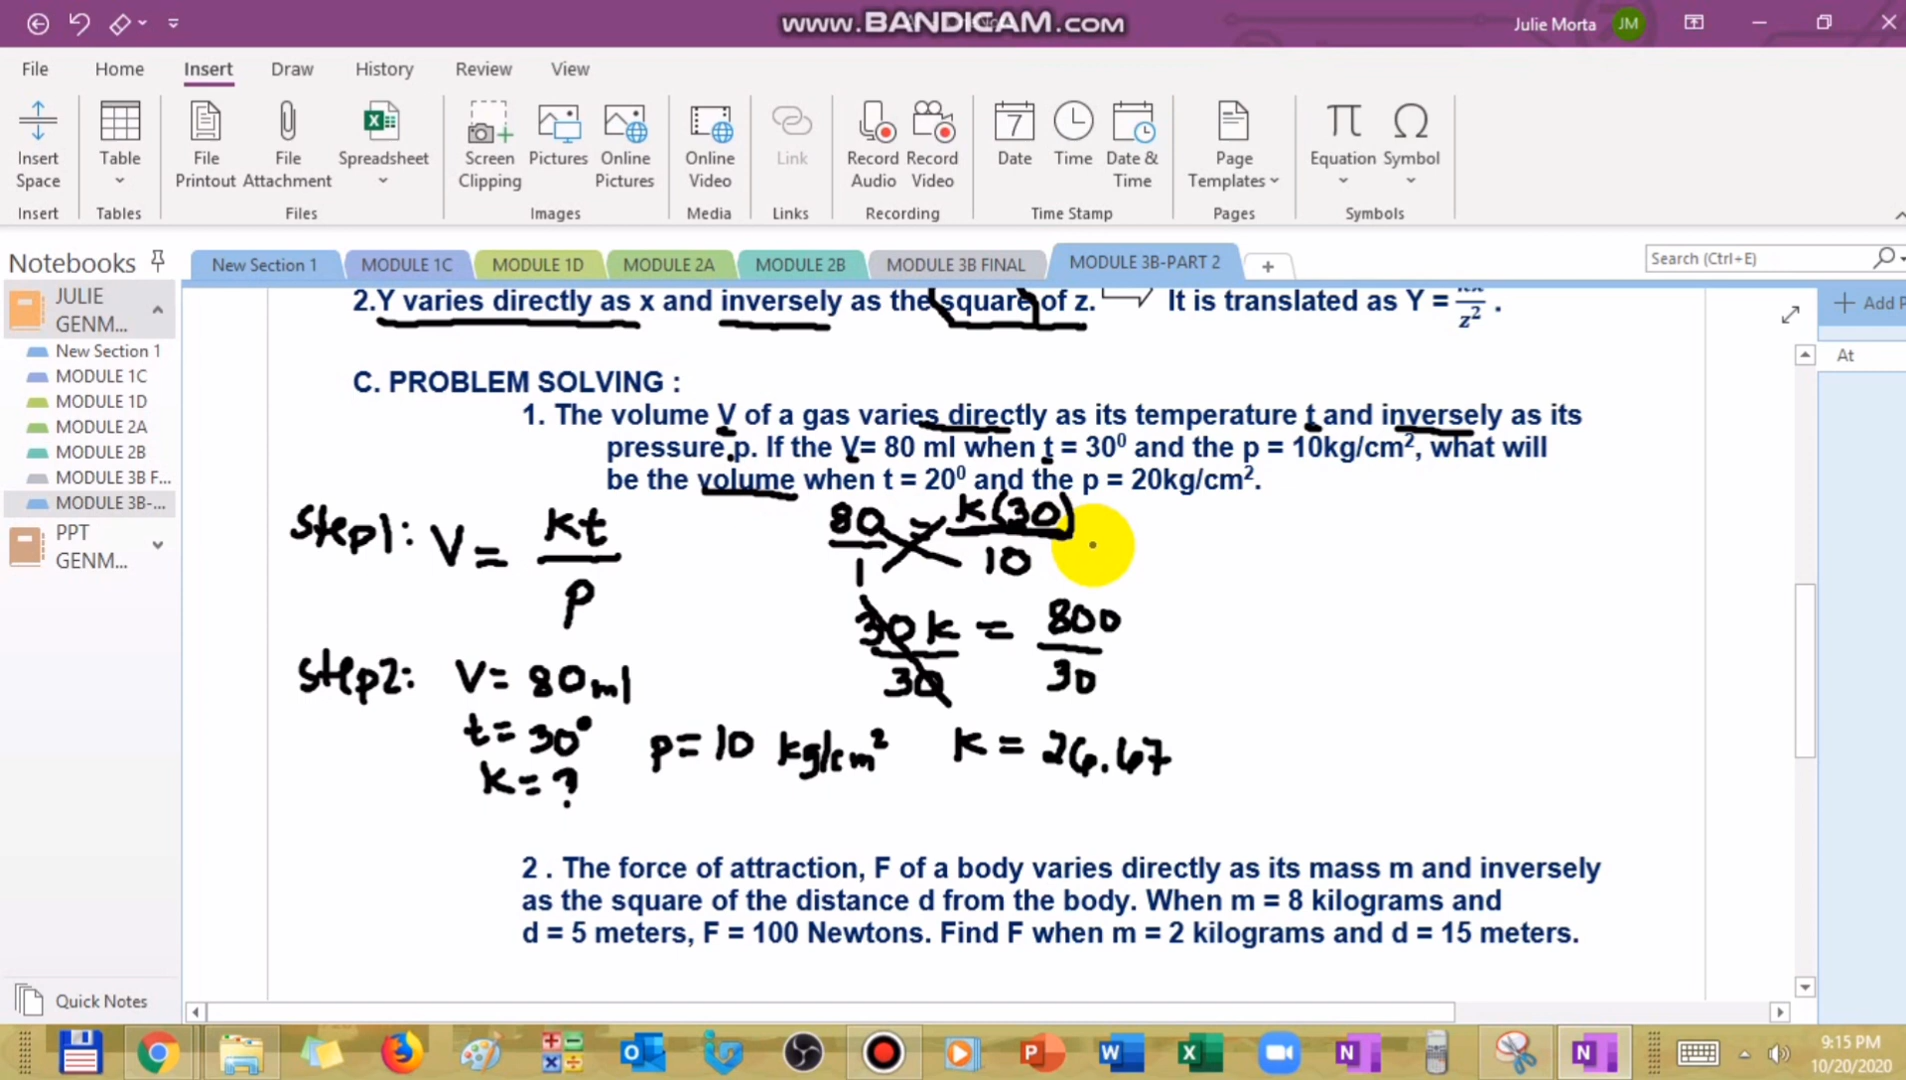 www.BANDICAM.com
Julie Morta JM
File Home Insert Draw History Review View
Insert Space
Table
File Printout
File Attachment
Spreadsheet
Screen Clipping
Pictures
Online Pictures
Online Video
Link
Record Audio
Record Video
Date
Time
Date & Time
Page Templates
Equation
Symbol
Insert Tables Files Images Media Links Recording Time Stamp Pages Symbols
Notebooks
New Section 1 MODULE 1C MODULE 1D MODULE 2A MODULE 2B MODULE 3B FINAL MODULE 3B-PART 2 +
Search (Ctrl+E)
JULIE GENM...
New Section 1
MODULE 1C
MODULE 1D
MODULE 2A
MODULE 2B
MODULE 3B F...
MODULE 3B-...
PPT GENM...
Quick Notes
+ Add P
At
2.Y varies directly as x and inversely as the square of z. It is translated as Y = kx/z² .
C. PROBLEM SOLVING :
1. The volume V of a gas varies directly as its temperature t and inversely as its
pressure p. If the V= 80 ml when t = 30⁰ and the p = 10kg/cm², what will
be the volume when t = 20⁰ and the p = 20kg/cm².
Step1: V = kt/p
80/1 = k(30)/10
30k/30 = 800/30
Step2: V = 80 ml
t = 30°
p = 10 kg/cm² k = 26.67
k = ?
2 . The force of attraction, F of a body varies directly as its mass m and inversely
as the square of the distance d from the body. When m = 8 kilograms and
d = 5 meters, F = 100 Newtons. Find F when m = 2 kilograms and d = 15 meters.
9:15 PM
10/20/2020